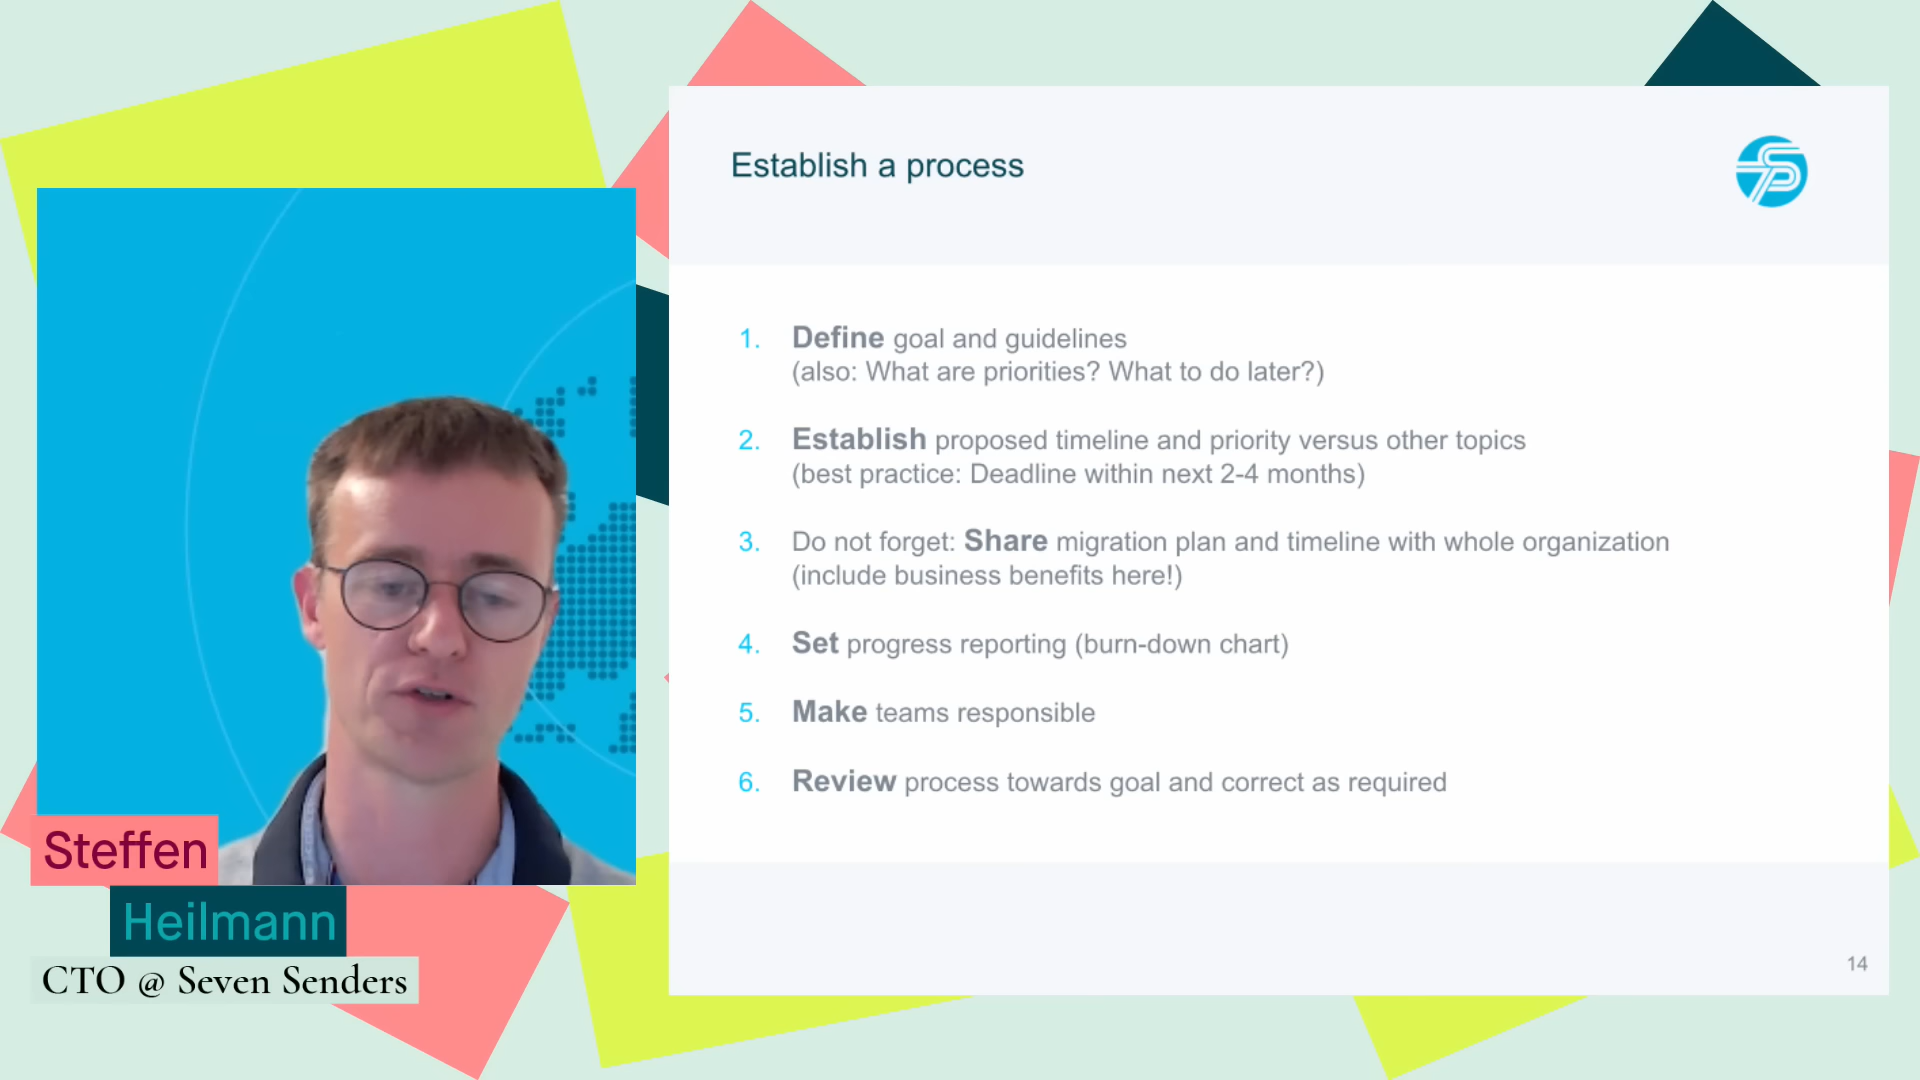 Establish a process
1. Define goal and guidelines
(also: What are priorities? What to do later?)
2. Establish proposed timeline and priority versus other topics
(best practice: Deadline within next 2-4 months)
3. Do not forget: Share migration plan and timeline with whole organization
(include business benefits here!)
4. Set progress reporting (burn-down chart)
5. Make teams responsible
6. Review process towards goal and correct as required
14
Steffen
Heilmann
CTO @ Seven Senders